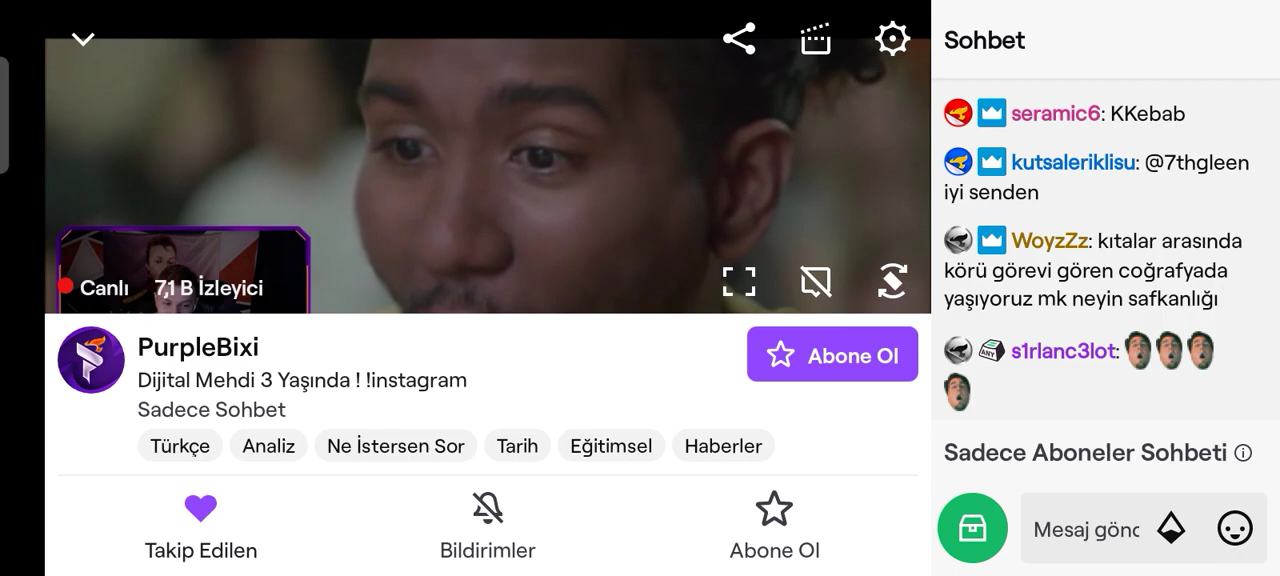 Canlı 7,1 B İzleyici
PurpleBixi
Dijital Mehdi 3 Yaşında ! !instagram
Sadece Sohbet
Abone Ol
Türkçe Analiz Ne İstersen Sor Tarih Eğitimsel Haberler
Takip Edilen Bildirimler Abone Ol
Sohbet
seramic6: KKebab
kutsaleriklisu: @7thgleen
iyi senden
WoyzZz: kıtalar arasında
körü görevi gören coğrafyada
yaşıyoruz mk neyin safkanlığı
ANY s1rlanc3lot:
Sadece Aboneler Sohbeti
Mesaj gönc